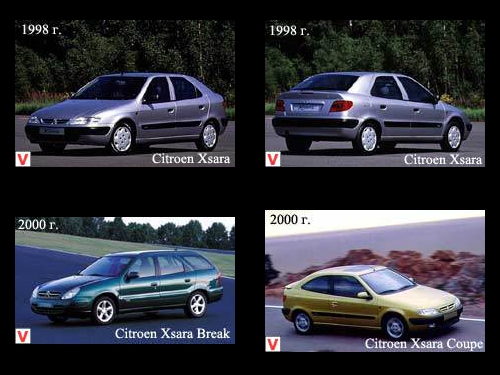 1998 г.
V
Citroen Xsara
1998 г.
V
Citroen Xsara
2000 г.
V
Citroen Xsara Break
2000 г.
V
Citroen Xsara Coupe